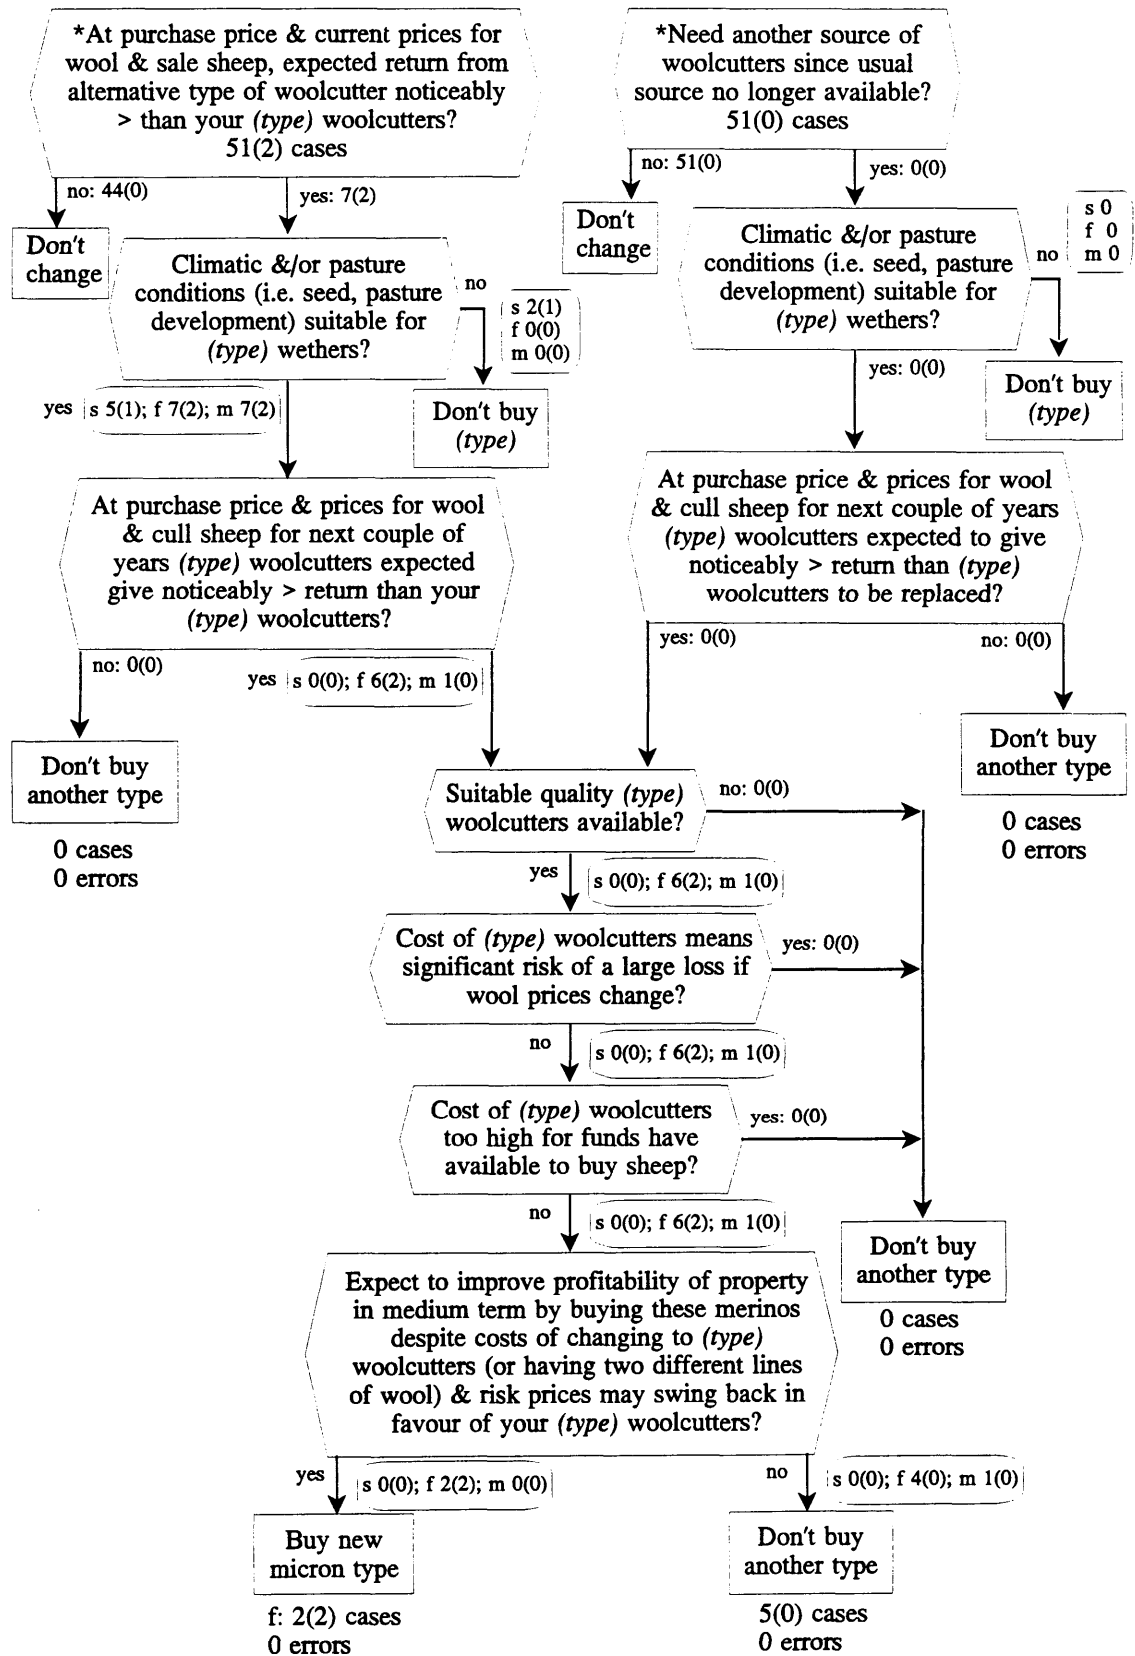 *At purchase price & current prices for
wool & sale sheep, expected return from
alternative type of woolcutter noticeably
> than your (type) woolcutters?
51(2) cases
*Need another source of
woolcutters since usual
source no longer available?
51(0) cases
no: 44(0)
yes: 7(2)
no: 51(0)
yes: 0(0)
Don't
change
Climatic &/or pasture
conditions (i.e. seed, pasture
development) suitable for
(type) wethers?
no
s 2(1)
f 0(0)
m 0(0)
Don't
change
Climatic &/or pasture
conditions (i.e. seed, pasture
development) suitable for
(type) wethers?
no
s 0
f 0
m 0
yes s 5(1); f 7(2); m 7(2)
Don't buy
(type)
yes: 0(0)
Don't buy
(type)
At purchase price & prices for wool
& cull sheep for next couple of
years (type) woolcutters expected
give noticeably > return than your
(type) woolcutters?
At purchase price & prices for wool
& cull sheep for next couple of years
(type) woolcutters expected to give
noticeably > return than (type)
woolcutters to be replaced?
no: 0(0)
yes s 0(0); f 6(2); m 1(0)
yes: 0(0)
no: 0(0)
Don't buy
another type
0 cases
0 errors
Don't buy
another type
0 cases
0 errors
Suitable quality (type)
woolcutters available?
no: 0(0)
yes s 0(0); f 6(2); m 1(0)
Cost of (type) woolcutters means
significant risk of a large loss if
wool prices change?
yes: 0(0)
no s 0(0); f 6(2); m 1(0)
Cost of (type) woolcutters
too high for funds have
available to buy sheep?
yes: 0(0)
no s 0(0); f 6(2); m 1(0)
Don't buy
another type
0 cases
0 errors
Expect to improve profitability of property
in medium term by buying these merinos
despite costs of changing to (type)
woolcutters (or having two different lines
of wool) & risk prices may swing back in
favour of your (type) woolcutters?
yes s 0(0); f 2(2); m 0(0)
no s 0(0); f 4(0); m 1(0)
Buy new
micron type
f: 2(2) cases
0 errors
Don't buy
another type
5(0) cases
0 errors